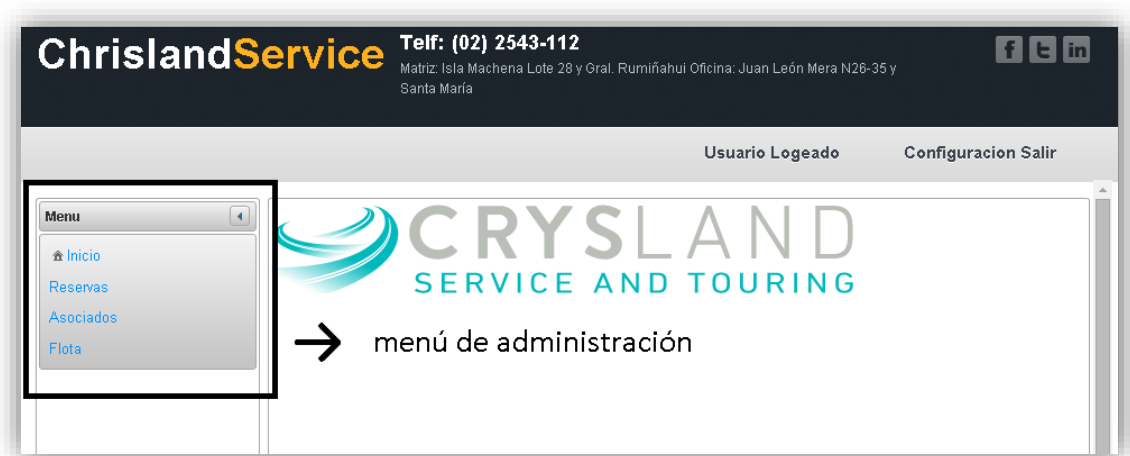 ChrislandService
Telf: (02) 2543-112
Matriz: Isla Machena Lote 28 y Gral. Rumiñahui Oficina: Juan León Mera N26-35 y
Santa María
Usuario Logeado
Configuracion Salir
Menu
Inicio
Reservas
Asociados
Flota
CRYSLAND
SERVICE AND TOURING
menú de administración